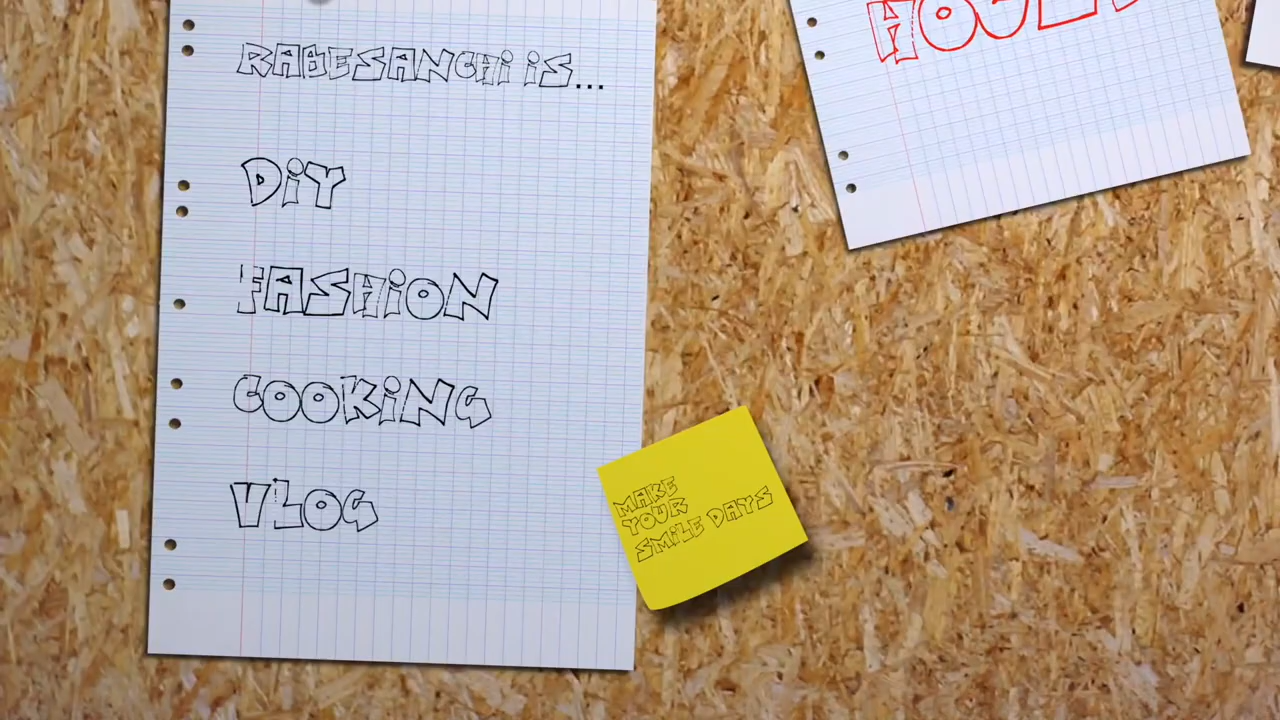 RABESANCHi iS...
DiY
FASHiON
COOKiNG
VLOG
MAKE
YOUR
SMiLE DAYS